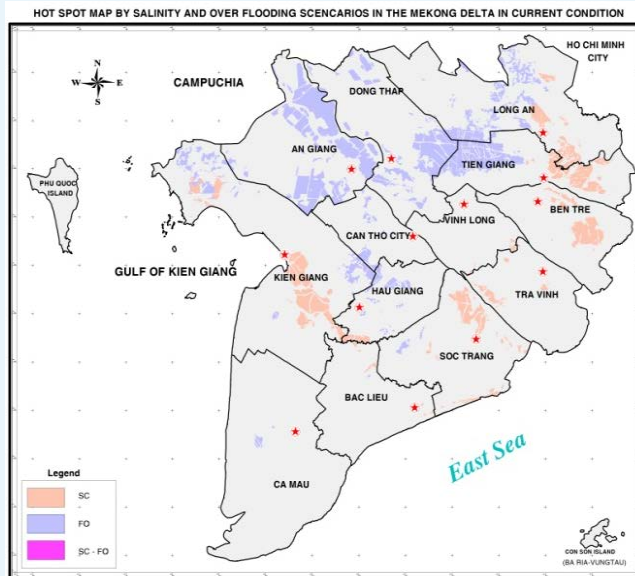 HOT SPOT MAP BY SALINITY AND OVER FLOODING SCENCARIOS IN THE MEKONG DELTA IN CURRENT CONDITION
HO CHI MINH
CITY
N
W E
S
CAMPUCHIA
DONG THAP
LONG AN
AN GIANG
TIEN GIANG
PHU QUOC
ISLAND
BEN TRE
VINH LONG
CAN THO CITY
GULF OF KIEN GIANG
KIEN GIANG
HAU GIANG
TRA VINH
SOC TRANG
BAC LIEU
East Sea
CA MAU
Legend
SC
FO
SC - FO
CON SON ISLAND
(BA RIA-VUNGTAU)